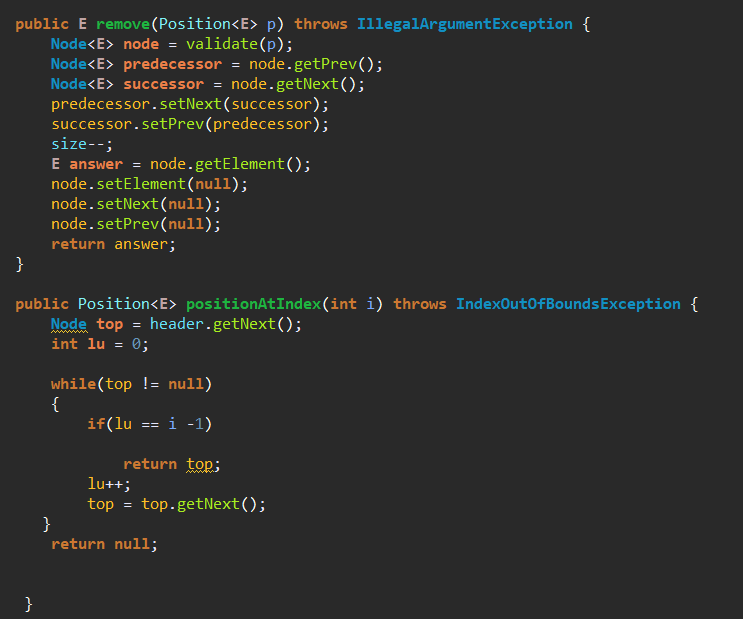 public E remove(Position<E> p) throws IllegalArgumentException {
    Node<E> node = validate(p);
    Node<E> predecessor = node.getPrev();
    Node<E> successor = node.getNext();
    predecessor.setNext(successor);
    successor.setPrev(predecessor);
    size--;
    E answer = node.getElement();
    node.setElement(null);
    node.setNext(null);
    node.setPrev(null);
    return answer;
}
public Position<E> positionAtIndex(int i) throws IndexOutOfBoundsException {
    Node top = header.getNext();
    int lu = 0;
    while(top != null)
    {
        if(lu == i -1)
            return top;
        lu++;
        top = top.getNext();
   }
    return null;
 }